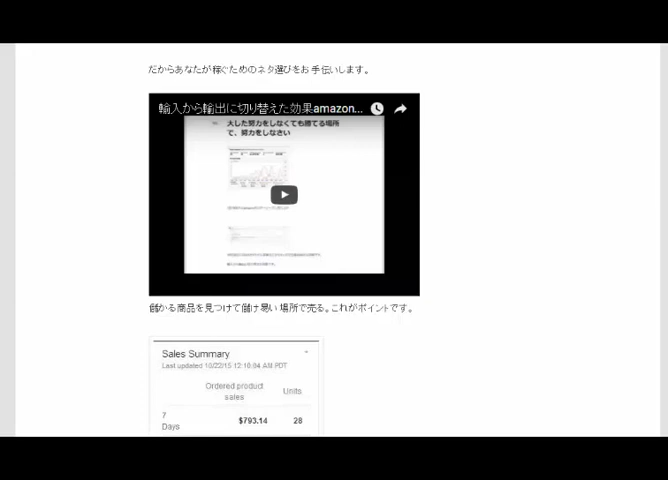 だからあなたが稼ぐためのネタ選びをお手伝いします。
輸入から輸出に切り替えた効果amazon...
大した努力をしなくても勝てる場所
で、努力をしなさい
儲かる商品を見つけて儲け易い場所で売る。これがポイントです。
Sales Summary
Last updated 10/22/15 12:10:04 AM PDT
Ordered product
sales
Units
7
Days
$793.14
28